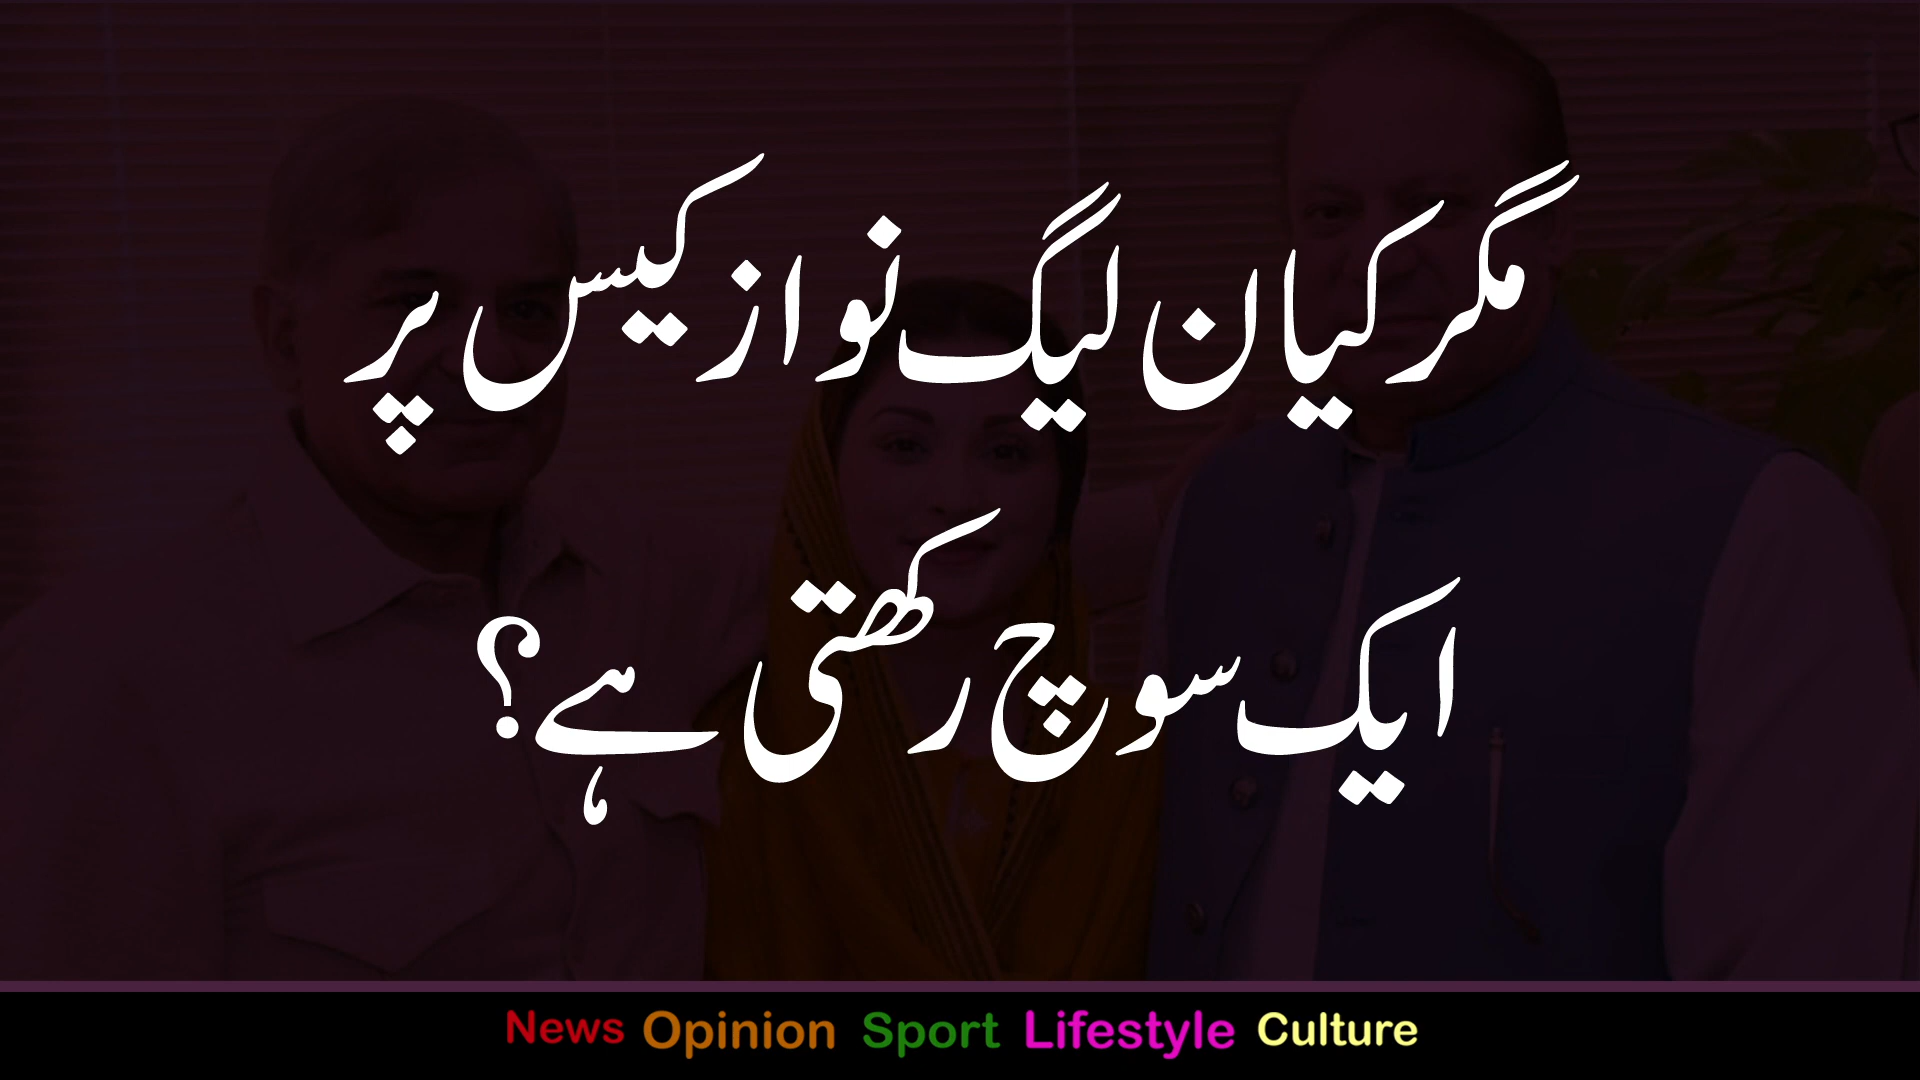 مگر کیا ن لیگ نواز کیس پر
ایک سوچ رکھتی ہے؟
News Opinion Sport Lifestyle Culture